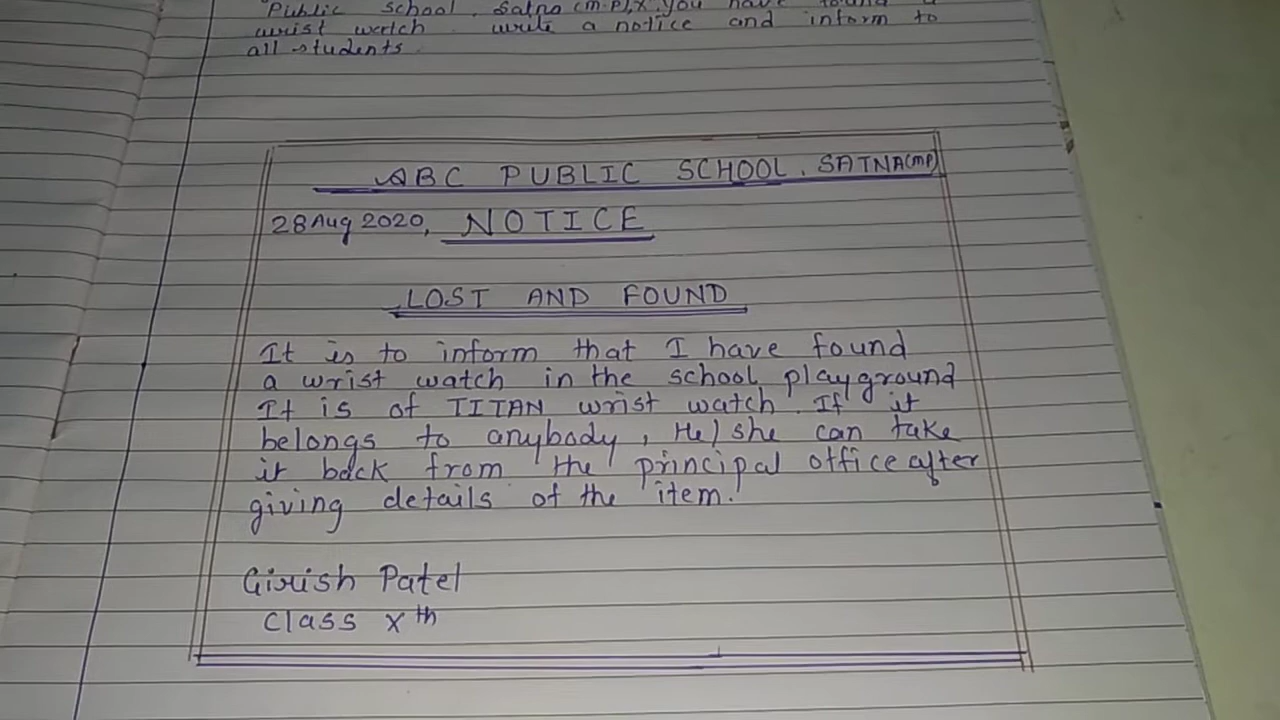 Public school, Satna (m.p), x. you have found a
wrist watch. write a notice and inform to
all students.
ABC PUBLIC SCHOOL, SATNA(MP)
28 Aug 2020, NOTICE
LOST AND FOUND
It is to inform that I have found
a wrist watch in the school playground
It is of TITAN wrist watch. If it
belongs to anybody, He/she can take
it back from the principal office after
giving details of the item.
Girish Patel
class Xth